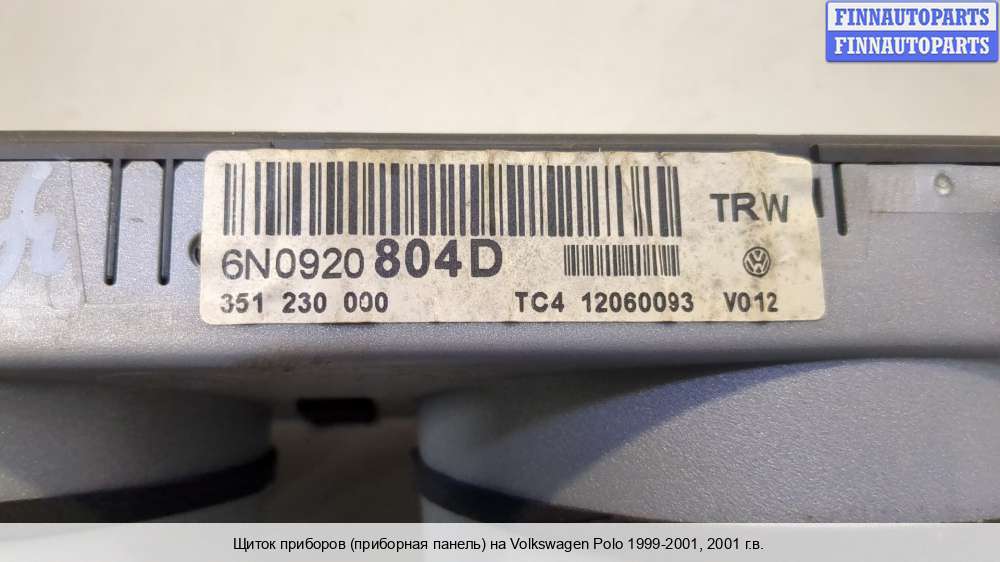 FINNAUTOPARTS
FINNAUTOPARTS
TRW
6N0920 804D
351 230 000 TC4 12060093 V012
Щиток приборов (приборная панель) на Volkswagen Polo 1999-2001, 2001 г.в.